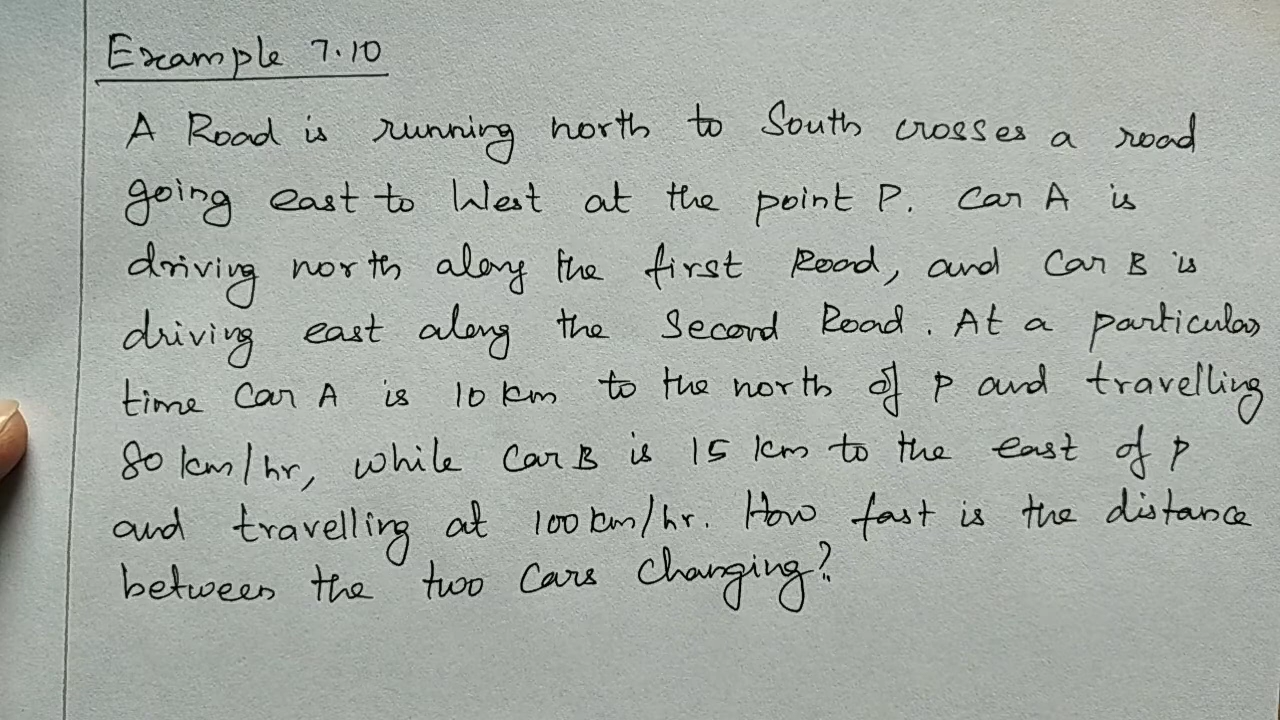 Example 7.10
A Road is running north to South crosses a road
going east to West at the point P. Car A is
driving north along the first Road, and Car B is
driving east along the Second Road. At a particular
time Car A is 10 km to the north of P and travelling
80 km/hr, while Car B is 15 km to the east of P
and travelling at 100 km/hr. How fast is the distance
between the two Cars Changing?